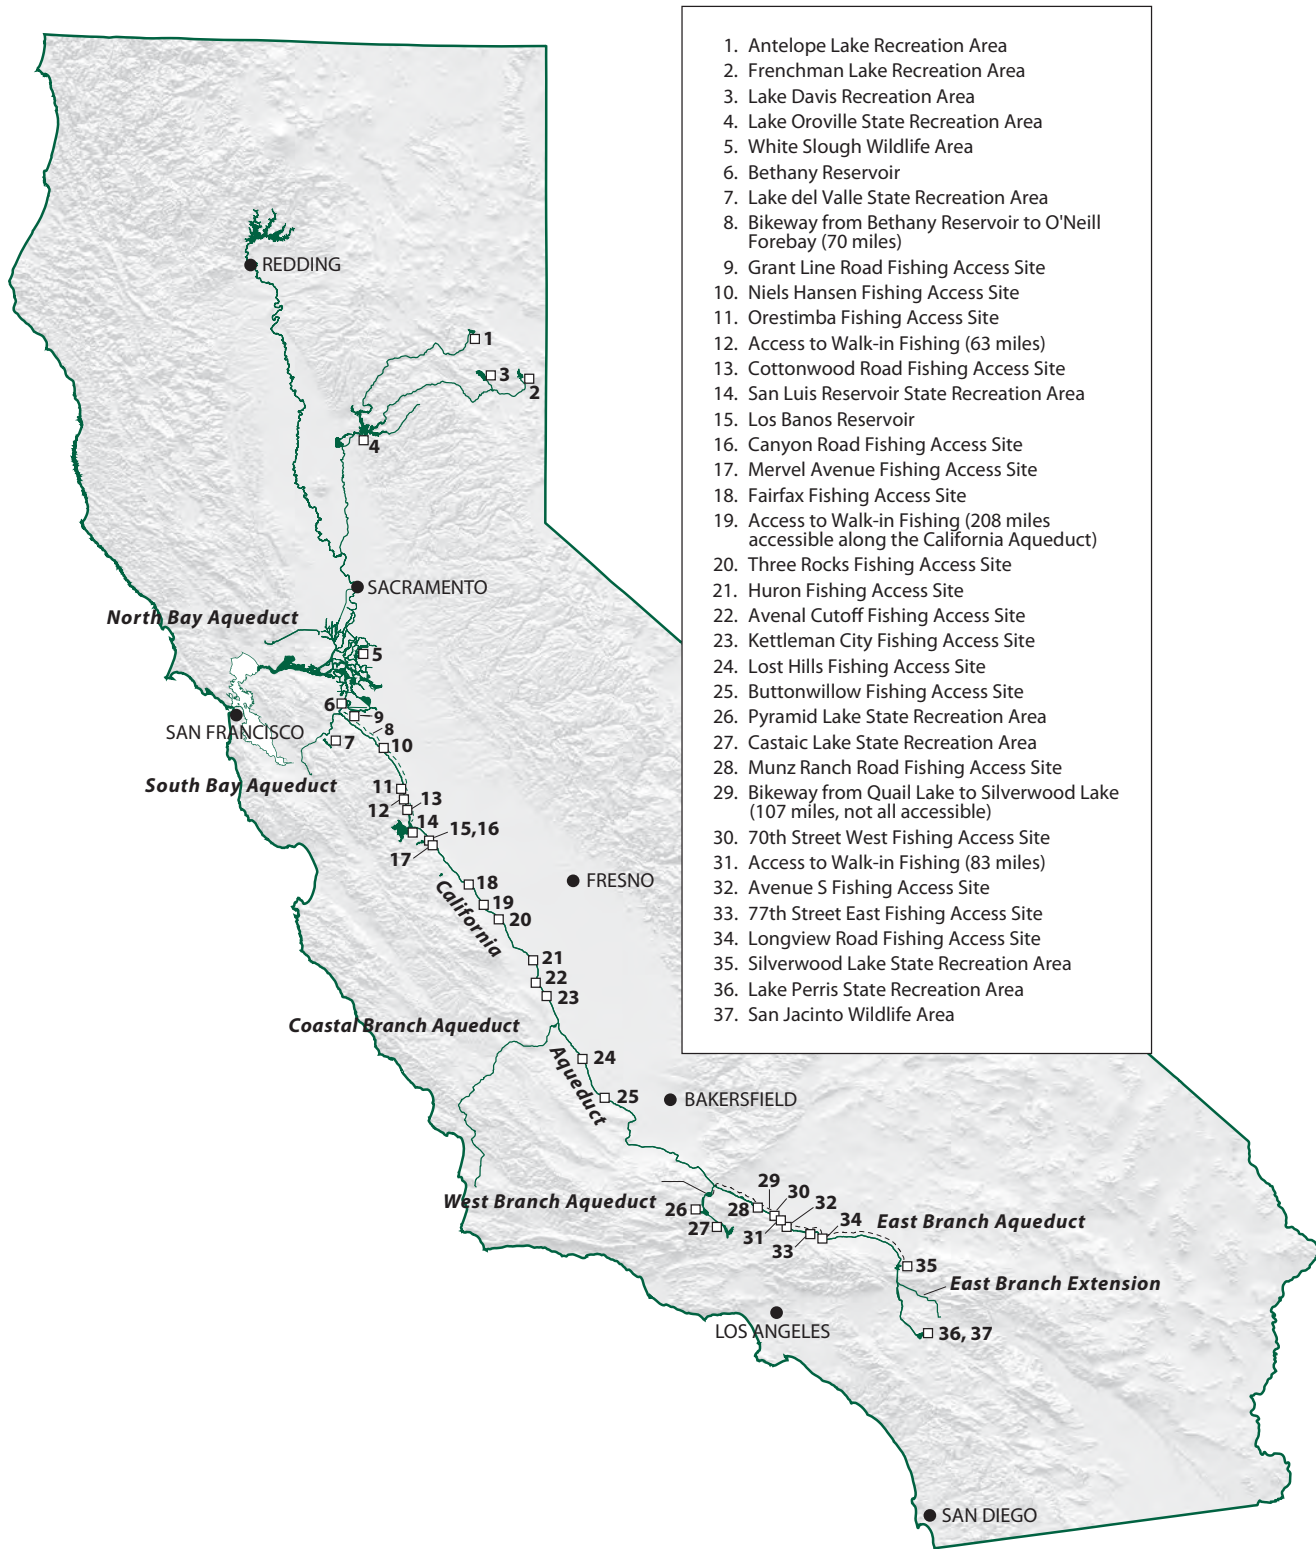 1. Antelope Lake Recreation Area
2. Frenchman Lake Recreation Area
3. Lake Davis Recreation Area
4. Lake Oroville State Recreation Area
5. White Slough Wildlife Area
6. Bethany Reservoir
7. Lake del Valle State Recreation Area
8. Bikeway from Bethany Reservoir to O'Neill
Forebay (70 miles)
9. Grant Line Road Fishing Access Site
10. Niels Hansen Fishing Access Site
11. Orestimba Fishing Access Site
12. Access to Walk-in Fishing (63 miles)
13. Cottonwood Road Fishing Access Site
14. San Luis Reservoir State Recreation Area
15. Los Banos Reservoir
16. Canyon Road Fishing Access Site
17. Mervel Avenue Fishing Access Site
18. Fairfax Fishing Access Site
19. Access to Walk-in Fishing (208 miles
accessible along the California Aqueduct)
20. Three Rocks Fishing Access Site
21. Huron Fishing Access Site
22. Avenal Cutoff Fishing Access Site
23. Kettleman City Fishing Access Site
24. Lost Hills Fishing Access Site
25. Buttonwillow Fishing Access Site
26. Pyramid Lake State Recreation Area
27. Castaic Lake State Recreation Area
28. Munz Ranch Road Fishing Access Site
29. Bikeway from Quail Lake to Silverwood Lake
(107 miles, not all accessible)
30. 70th Street West Fishing Access Site
31. Access to Walk-in Fishing (83 miles)
32. Avenue S Fishing Access Site
33. 77th Street East Fishing Access Site
34. Longview Road Fishing Access Site
35. Silverwood Lake State Recreation Area
36. Lake Perris State Recreation Area
37. San Jacinto Wildlife Area
REDDING
1
3
2
4
SACRAMENTO
North Bay Aqueduct
5
6
9
SAN FRANCISCO
8
7
10
South Bay Aqueduct
11
12
13
14
15,16
17
FRESNO
18
California
19
20
21
22
23
Coastal Branch Aqueduct
24
Aqueduct
25
BAKERSFIELD
29
30
West Branch Aqueduct
26
28
32
27
31
34
East Branch Aqueduct
33
35
East Branch Extension
LOS ANGELES
36, 37
SAN DIEGO